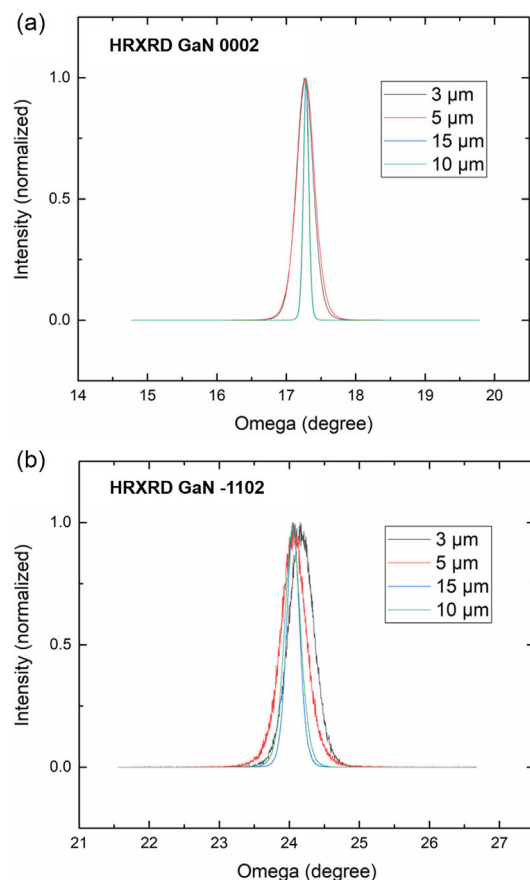 (a)
HRXRD GaN 0002
3 µm
5 µm
15 µm
10 µm
Intensity (normalized)
1.0
0.5
0.0
14 15 16 17 18 19 20
Omega (degree)
(b)
HRXRD GaN -1102
3 µm
5 µm
15 µm
10 µm
Intensity (normalized)
1.0
0.5
0.0
21 22 23 24 25 26 27
Omega (degree)